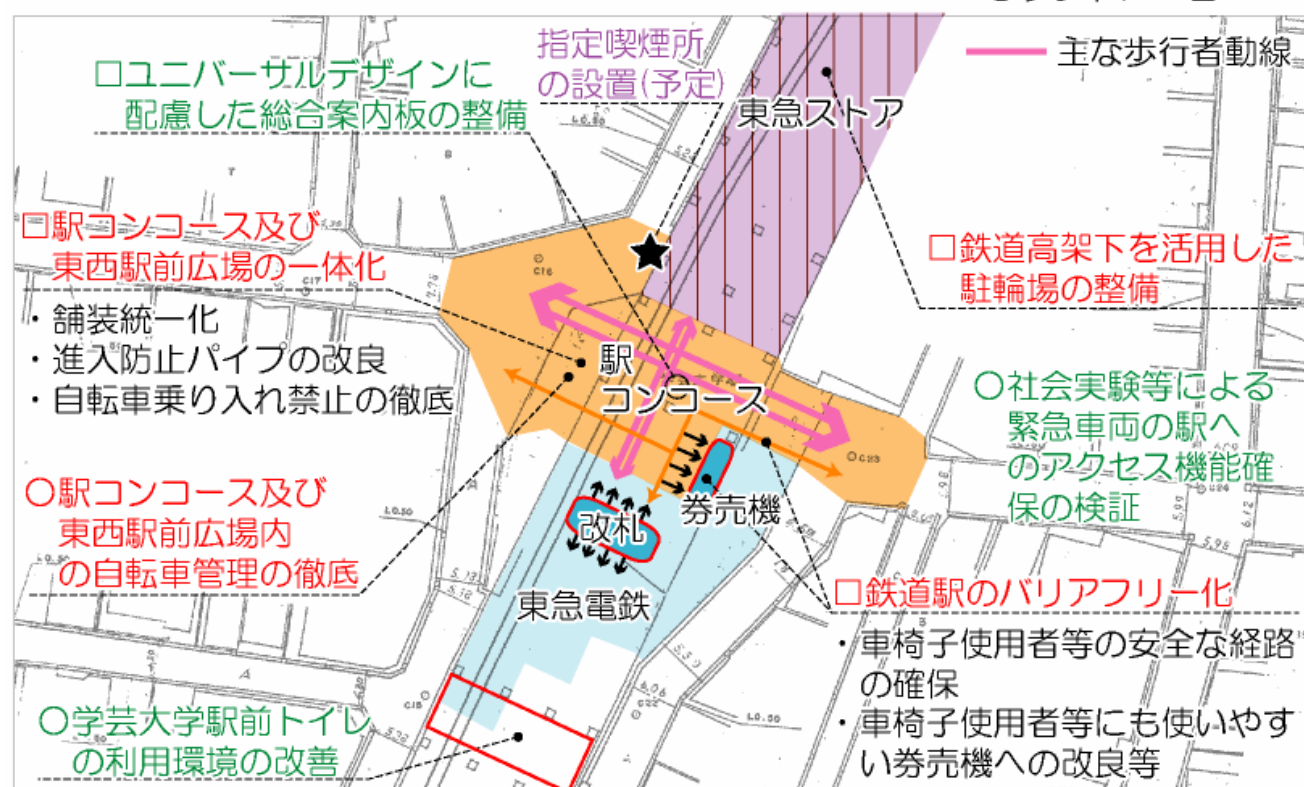 指定喫煙所
の設置(予定)
主な歩行者動線
□ユニバーサルデザインに
配慮した総合案内板の整備
東急ストア
□駅コンコース及び
東西駅前広場の一体化
・舗装統一化
・進入防止パイプの改良
・自転車乗り入れ禁止の徹底
□鉄道高架下を活用した
駐輪場の整備
駅
コンコース
○社会実験等による
緊急車両の駅へ
のアクセス機能確
保の検証
○駅コンコース及び
東西駅前広場内
の自転車管理の徹底
改札
券売機
東急電鉄
□鉄道駅のバリアフリー化
・車椅子使用者等の安全な経路
の確保
・車椅子使用者等にも使いやす
い券売機への改良等
○学芸大学駅前トイレ
の利用環境の改善